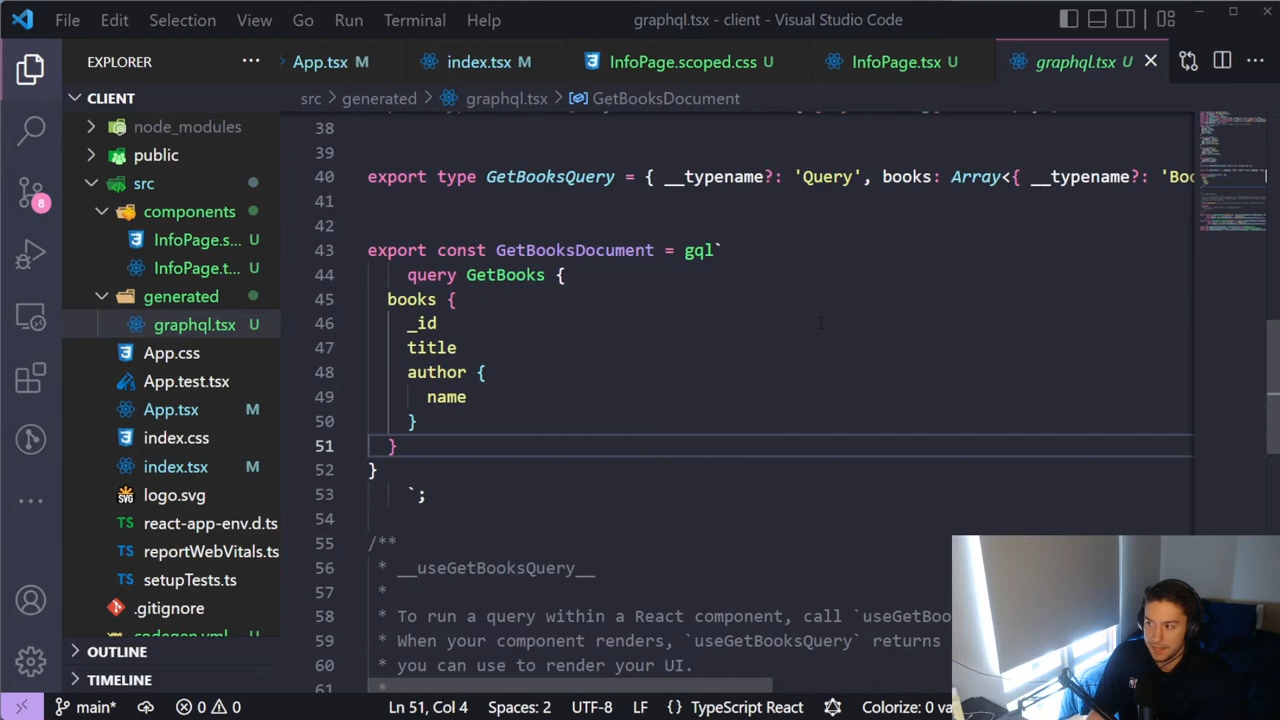 File Edit Selection View Go Run Terminal Help graphql.tsx - client - Visual Studio Code
EXPLORER ···
App.tsx M index.tsx M InfoPage.scoped.css U InfoPage.tsx U graphql.tsx U
CLIENT
src generated graphql.tsx GetBooksDocument
node_modules
public
src
components
InfoPage.s... U
InfoPage.t... U
generated
graphql.tsx U
App.css
App.test.tsx
App.tsx M
index.css
index.tsx M
logo.svg
TS react-app-env.d.ts
TS reportWebVitals.ts
TS setupTests.ts
.gitignore
codegen.yml U
OUTLINE
TIMELINE
8
38
39
40 export type GetBooksQuery = { __typename?: 'Query', books: Array<{ __typename?: 'Boo
41
42
43 export const GetBooksDocument = gql`
44 query GetBooks {
45 books {
46 _id
47 title
48 author {
49 name
50 }
51 }
52 }
53 `;
54
55 /**
56 * __useGetBooksQuery__
57 *
58 * To run a query within a React component, call `useGetBoo
59 * When your component renders, `useGetBooksQuery` returns
60 * you can use to render your UI.
61 *
main* 0 0 Ln 51, Col 4 Spaces: 2 UTF-8 LF {} TypeScript React Colorize: 0 va